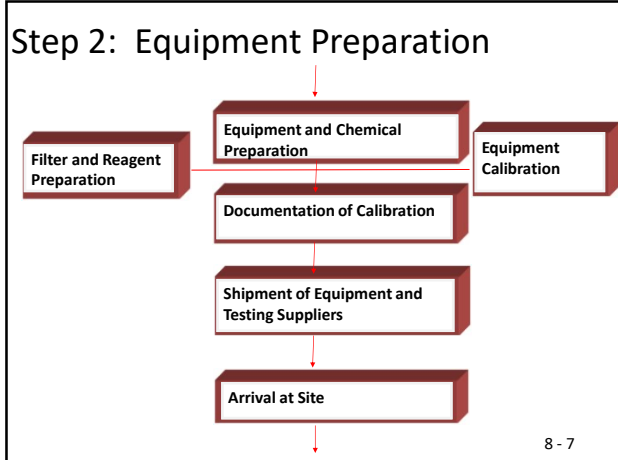 Step 2: Equipment Preparation
Equipment and Chemical
Preparation
Filter and Reagent
Preparation
Equipment
Calibration
Documentation of Calibration
Shipment of Equipment and
Testing Suppliers
Arrival at Site
8 - 7